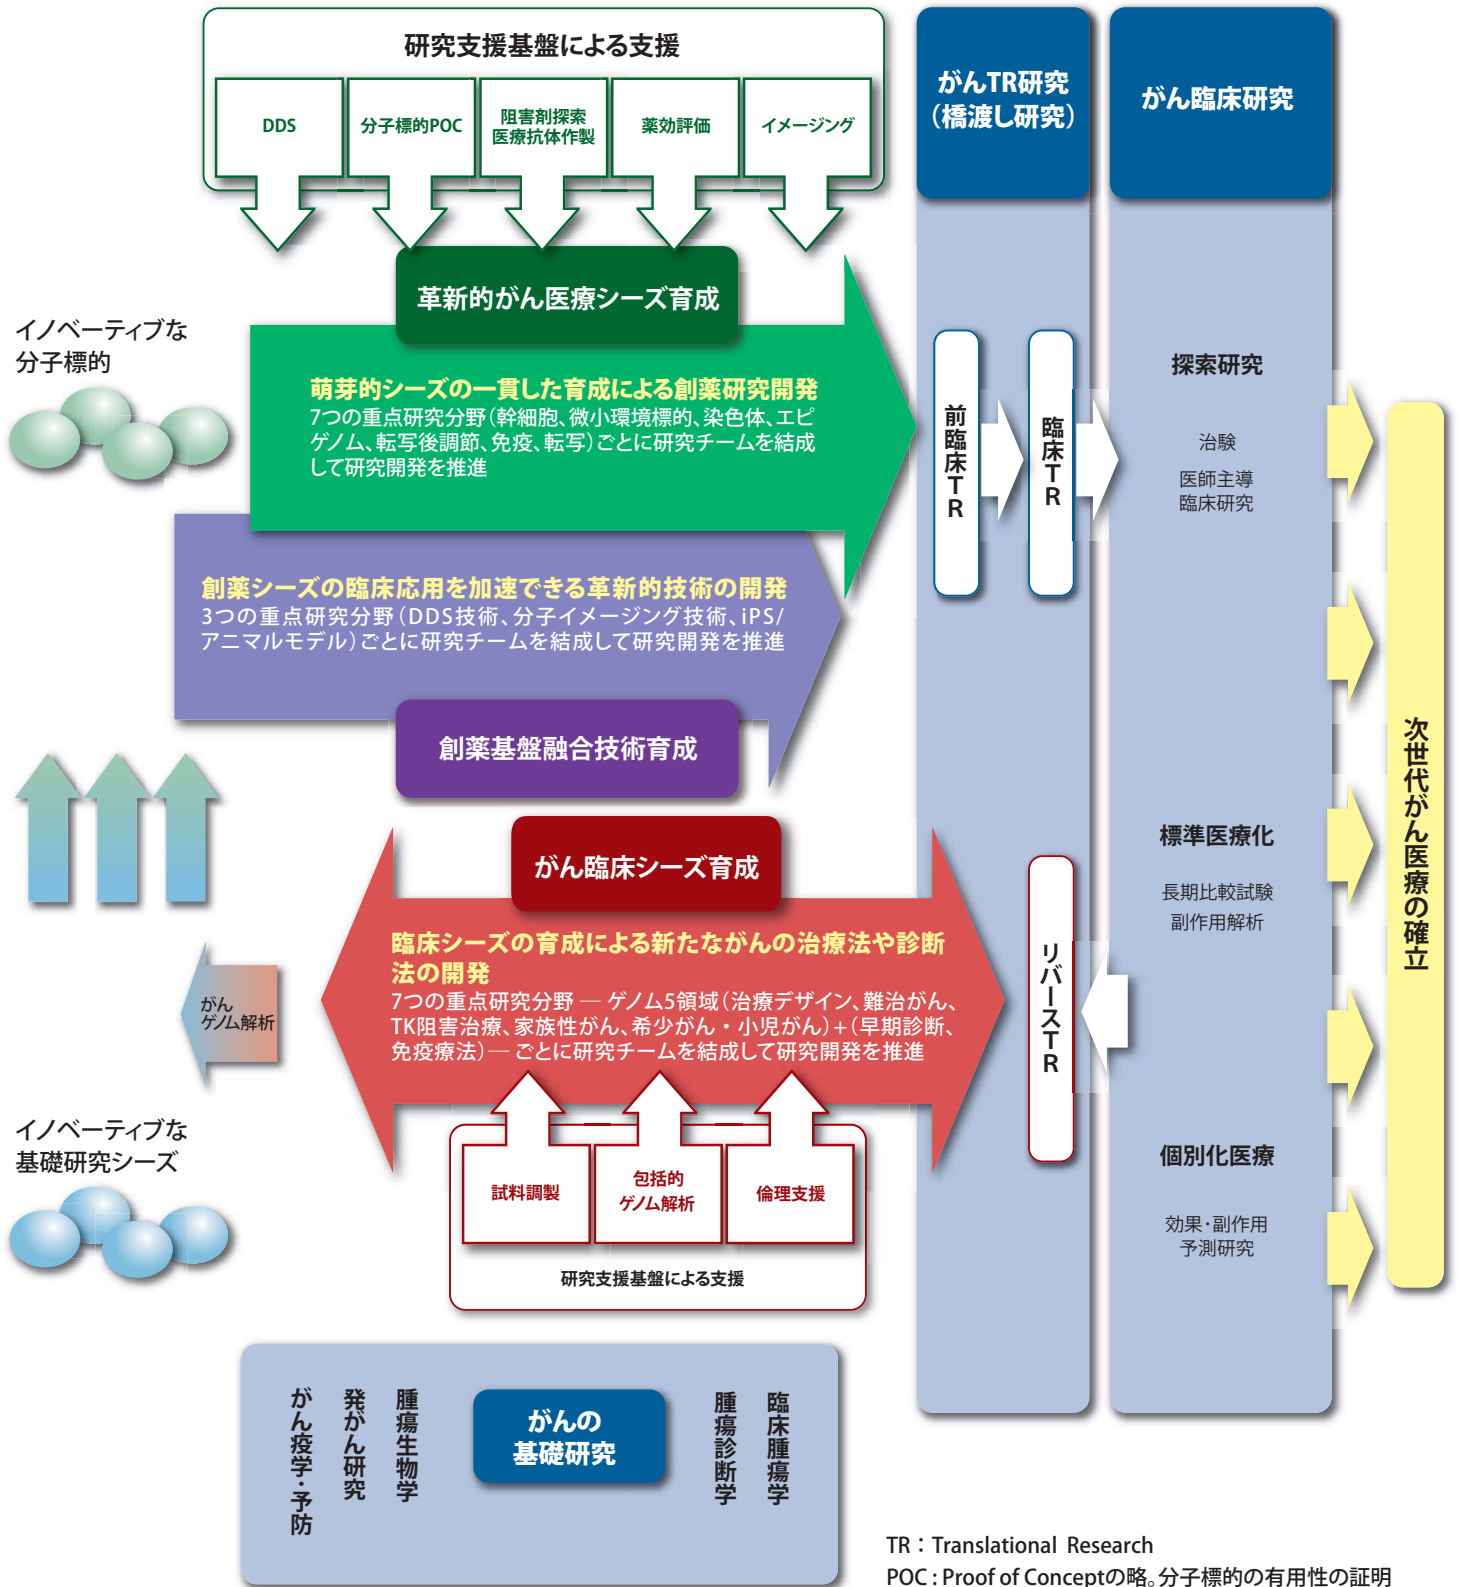 研究支援基盤による支援
DDS
分子標的POC
阻害剤探索
医療抗体作製
薬効評価
イメージング
がんTR研究
（橋渡し研究）
がん臨床研究
革新的がん医療シーズ育成
イノベーティブな
分子標的
萌芽的シーズの一貫した育成による創薬研究開発
7つの重点研究分野（幹細胞、微小環境標的、染色体、エピ
ゲノム、転写後調節、免疫、転写）ごとに研究チームを結成
して研究開発を推進
前臨床TR
臨床TR
探索研究
治験
医師主導
臨床研究
創薬シーズの臨床応用を加速できる革新的技術の開発
3つの重点研究分野（DDS技術、分子イメージング技術、iPS/
アニマルモデル）ごとに研究チームを結成して研究開発を推進
創薬基盤融合技術育成
次世代がん医療の確立
がん臨床シーズ育成
標準医療化
長期比較試験
副作用解析
臨床シーズの育成による新たながんの治療法や診断
法の開発
7つの重点研究分野 ― ゲノム5領域（治療デザイン、難治がん、
TK阻害治療、家族性がん、希少がん・小児がん）+（早期診断、
免疫療法）― ごとに研究チームを結成して研究開発を推進
リバースTR
がん
ゲノム解析
イノベーティブな
基礎研究シーズ
試料調製
包括的
ゲノム解析
倫理支援
研究支援基盤による支援
個別化医療
効果・副作用
予測研究
がん疫学・予防
発がん研究
腫瘍生物学
がんの
基礎研究
腫瘍診断学
臨床腫瘍学
TR：Translational Research
POC：Proof of Conceptの略。分子標的の有用性の証明